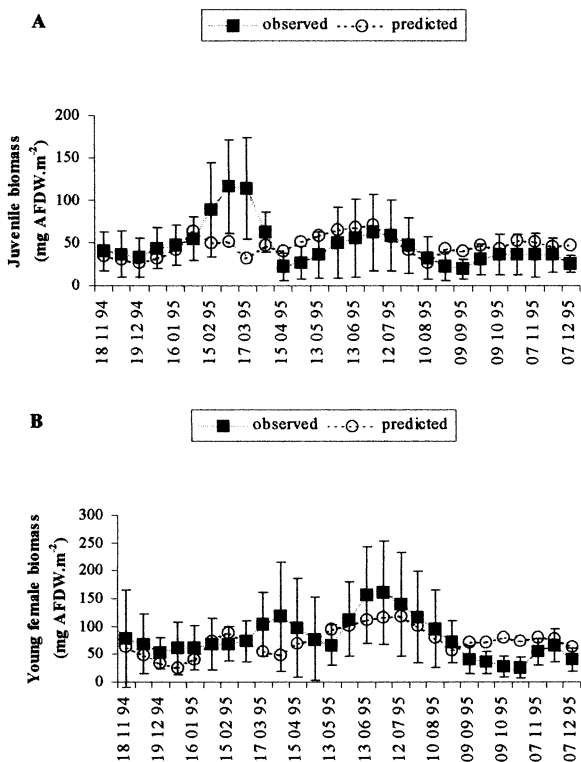 A
observed predicted
Juvenile biomass
(mg AFDW.m-2)
200
150
100
50
0
18 11 94
19 12 94
16 01 95
15 02 95
17 03 95
15 04 95
13 05 95
13 06 95
12 07 95
10 08 95
09 09 95
09 10 95
07 11 95
07 12 95
B
observed predicted
Young female biomass
(mg AFDW.m-2)
300
250
200
150
100
50
0
18 11 94
19 12 94
16 01 95
15 02 95
17 03 95
15 04 95
13 05 95
13 06 95
12 07 95
10 08 95
09 09 95
09 10 95
07 11 95
07 12 95